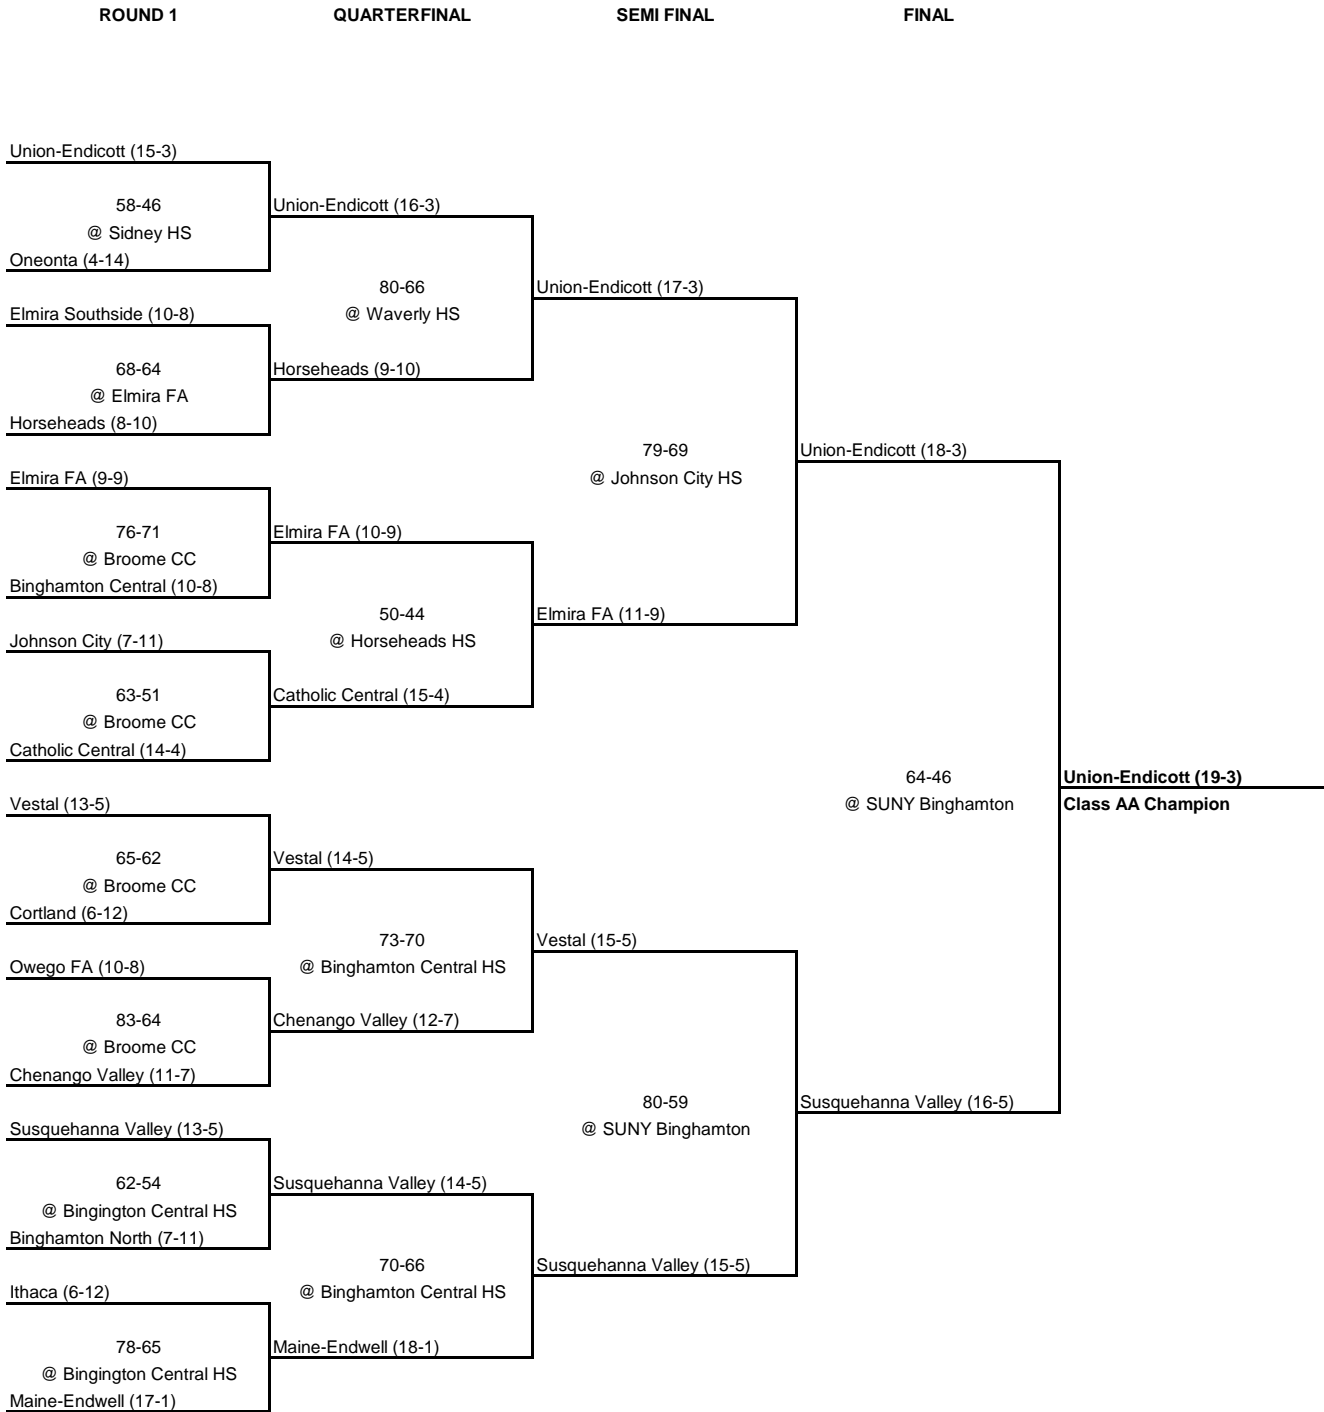 ROUND 1 QUARTERFINAL SEMI FINAL FINAL
Union-Endicott (15-3)
58-46 Union-Endicott (16-3)
@ Sidney HS
Oneonta (4-14)
80-66 Union-Endicott (17-3)
Elmira Southside (10-8) @ Waverly HS
68-64 Horseheads (9-10)
@ Elmira FA
Horseheads (8-10)
79-69 Union-Endicott (18-3)
Elmira FA (9-9) @ Johnson City HS
76-71 Elmira FA (10-9)
@ Broome CC
Binghamton Central (10-8)
50-44 Elmira FA (11-9)
Johnson City (7-11) @ Horseheads HS
63-51 Catholic Central (15-4)
@ Broome CC
Catholic Central (14-4)
64-46 Union-Endicott (19-3)
Vestal (13-5) @ SUNY Binghamton Class AA Champion
65-62 Vestal (14-5)
@ Broome CC
Cortland (6-12)
73-70 Vestal (15-5)
Owego FA (10-8) @ Binghamton Central HS
83-64 Chenango Valley (12-7)
@ Broome CC
Chenango Valley (11-7)
80-59 Susquehanna Valley (16-5)
Susquehanna Valley (13-5) @ SUNY Binghamton
62-54 Susquehanna Valley (14-5)
@ Bingington Central HS
Binghamton North (7-11)
70-66 Susquehanna Valley (15-5)
Ithaca (6-12) @ Binghamton Central HS
78-65 Maine-Endwell (18-1)
@ Bingington Central HS
Maine-Endwell (17-1)